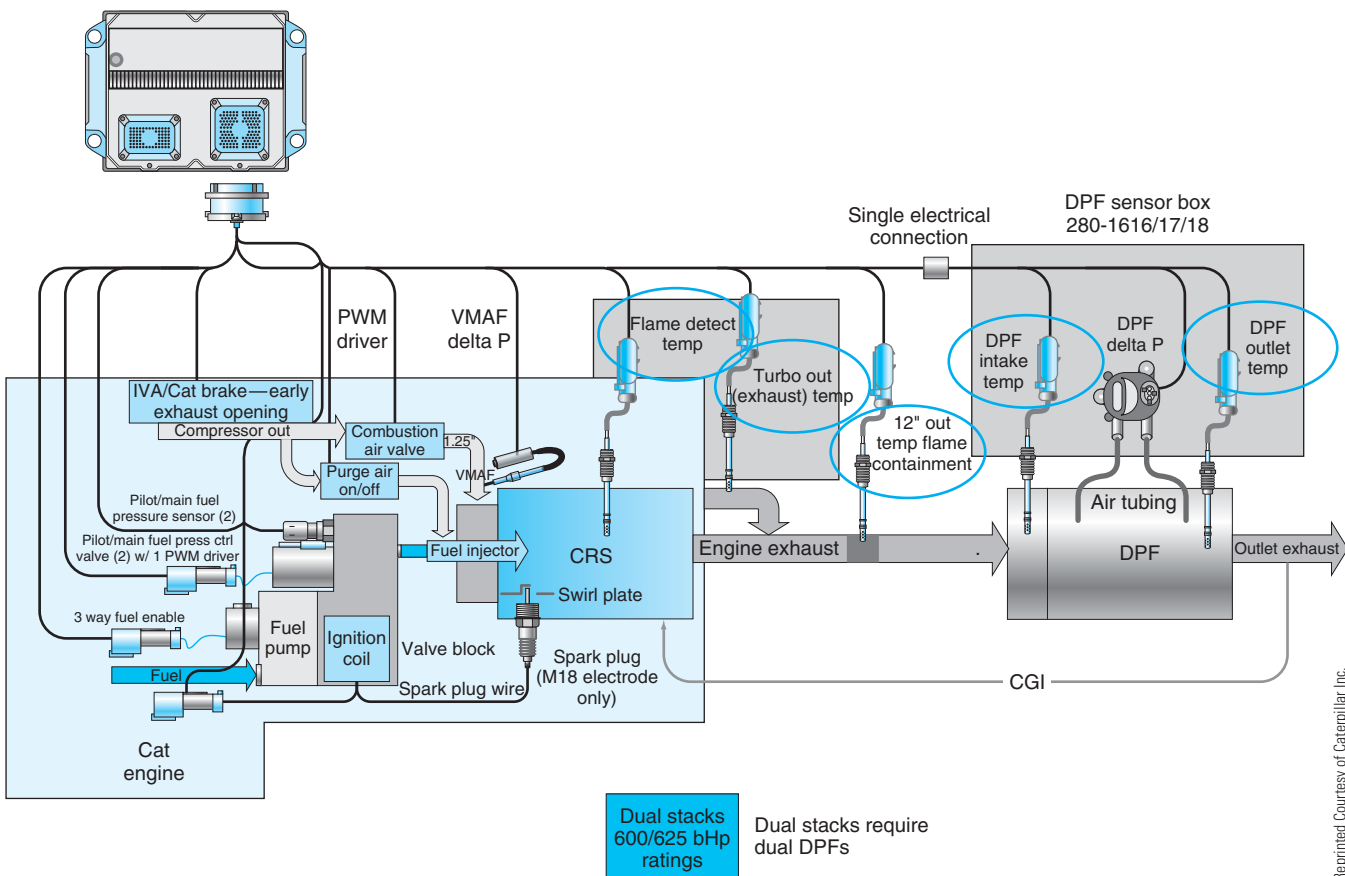 Single electrical
connection
DPF sensor box
280-1616/17/18
PWM
driver
VMAF
delta P
Flame detect
temp
Turbo out
(exhaust) temp
12" out
temp flame
containment
DPF
intake
temp
DPF
delta P
DPF
outlet
temp
IVA/Cat brake—early
exhaust opening
Compressor out
Combustion
air valve
1.25"
Purge air
on/off
VMAF
Pilot/main fuel
pressure sensor (2)
Pilot/main fuel press ctrl
valve (2) w/ 1 PWM driver
Fuel injector
CRS
Engine exhaust
Air tubing
DPF
Outlet exhaust
Swirl plate
3 way fuel enable
Fuel
pump
Ignition
coil
Valve block
Spark plug
(M18 electrode
only)
Fuel
Spark plug wire
CGI
Cat
engine
Dual stacks
600/625 bHp
ratings
Dual stacks require
dual DPFs
Reprinted Courtesy of Caterpillar Inc.